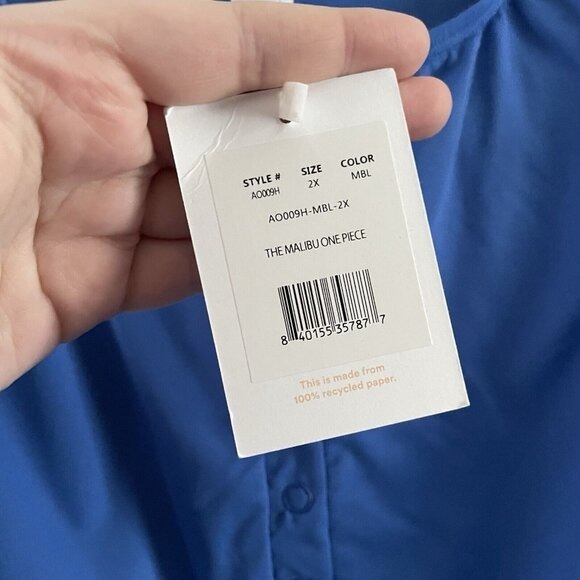 STYLE # SIZE COLOR
AO009H 2X MBL
AO009H-MBL-2X
THE MALIBU ONE PIECE
8 40155 35787 7
This is made from
100% recycled paper.